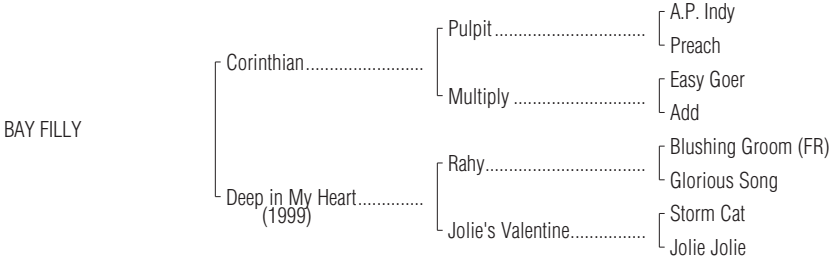 A.P. Indy
Pulpit................................
Preach
Corinthian.........................
Easy Goer
Multiply ............................
Add
BAY FILLY
Blushing Groom (FR)
Rahy..................................
Glorious Song
Deep in My Heart..............
(1999)
Storm Cat
Jolie's Valentine................
Jolie Jolie